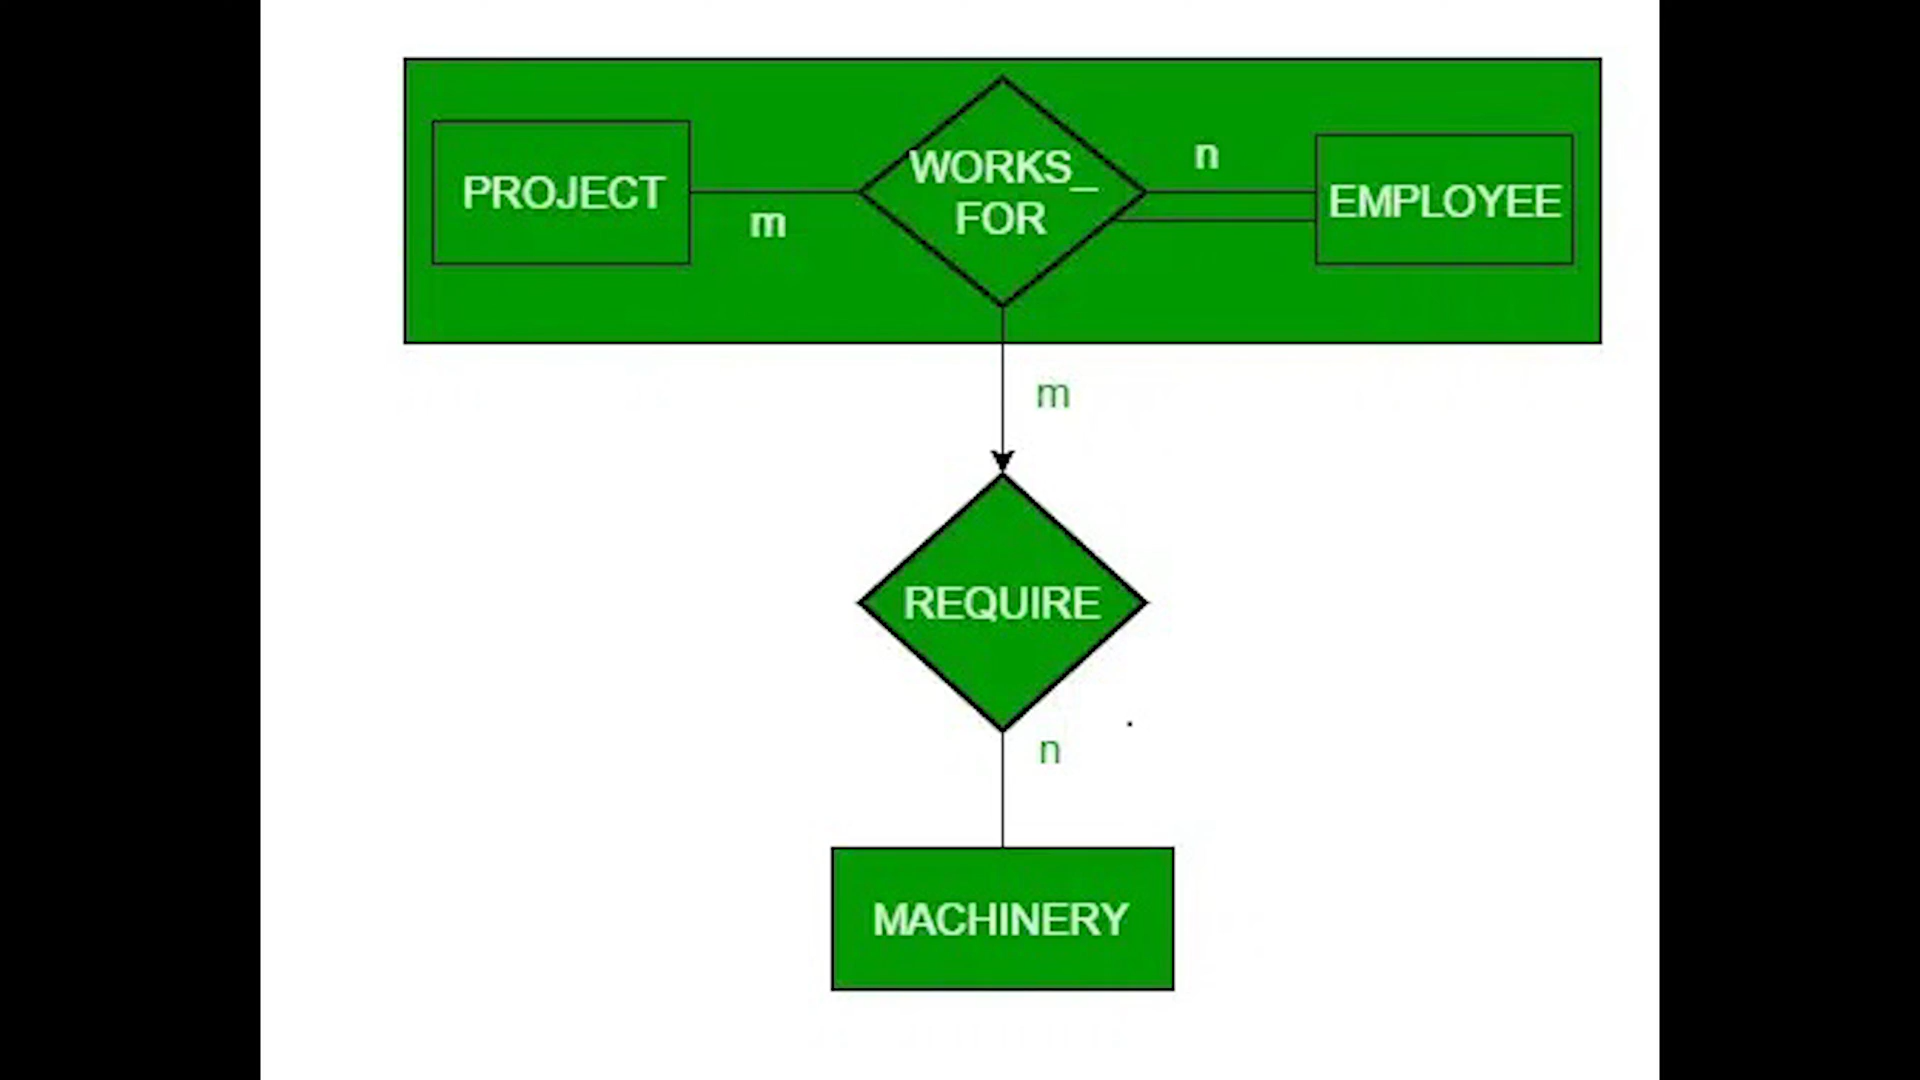 PROJECT
m
WORKS_
FOR
n
EMPLOYEE
m
REQUIRE
n
MACHINERY